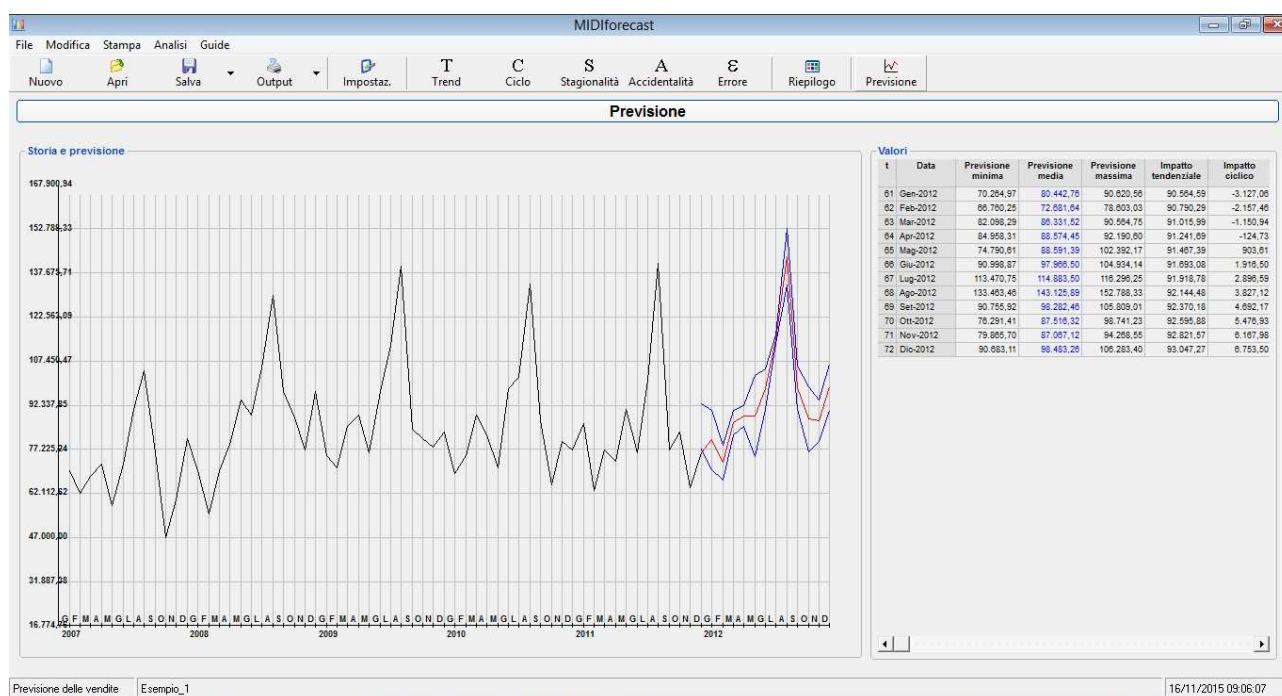 MIDIforecast
File Modifica Stampa Analisi Guide
T C S A ε
Nuovo Apri Salva Output Impostaz. Trend Ciclo Stagionalità Accidentalità Errore Riepilogo Previsione
Previsione
Storia e previsione
167.900,94
152.788,33
137.675,71
122.563,09
107.450,47
92.337,85
77.225,24
62.112,62
47.000,00
31.887,38
16.774,76
G F M A M G L A S O N D G F M A M G L A S O N D G F M A M G L A S O N D G F M A M G L A S O N D G F M A M G L A S O N D G F M A M G L A S O N D
2007 2008 2009 2010 2011 2012
Valori
t Data Previsione minima Previsione media Previsione massima Impatto tendenziale Impatto ciclico
61 Gen-2012 70.264,97 80.442,76 90.620,56 90.564,59 -3.127,06
62 Feb-2012 66.760,25 72.681,64 78.603,03 90.790,29 -2.157,46
63 Mar-2012 82.098,29 86.331,52 90.564,75 91.015,99 -1.150,94
64 Apr-2012 84.958,31 88.574,45 92.190,60 91.241,69 -124,73
65 Mag-2012 74.790,61 88.591,39 102.392,17 91.467,39 903,61
66 Giu-2012 90.998,87 97.966,50 104.934,14 91.693,08 1.916,50
67 Lug-2012 113.470,75 114.883,50 116.296,25 91.918,78 2.896,59
68 Ago-2012 133.463,46 143.125,89 152.788,33 92.144,48 3.827,12
69 Set-2012 90.755,92 98.282,46 105.809,01 92.370,18 4.692,17
70 Ott-2012 76.291,41 87.516,32 98.741,23 92.595,88 5.476,93
71 Nov-2012 79.865,70 87.067,12 94.268,55 92.821,57 6.167,98
72 Dic-2012 90.683,11 98.483,26 106.283,40 93.047,27 6.753,50
Previsione delle vendite Esempio_1 16/11/2015 09:06:07